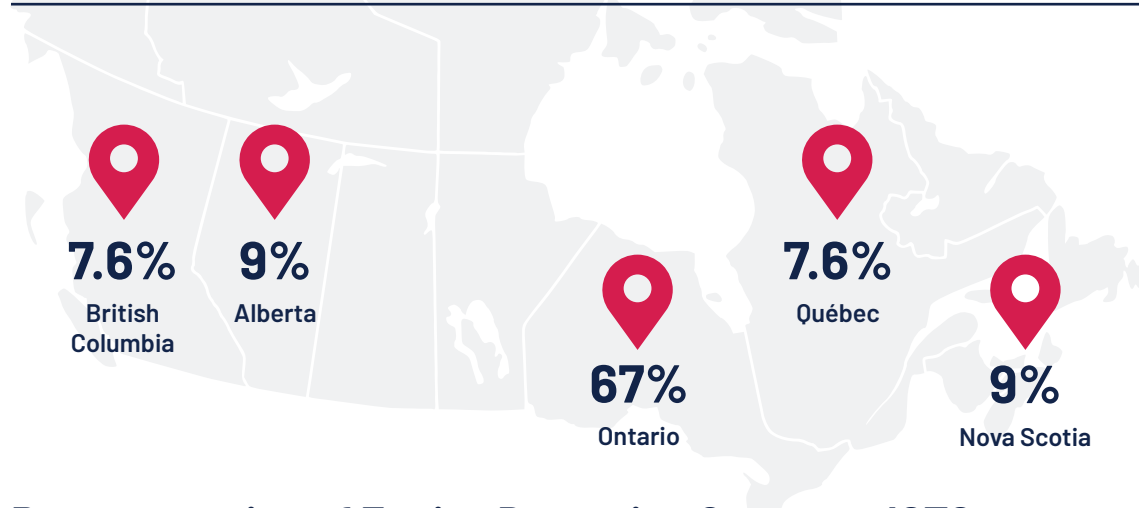 7.6%
British
Columbia
9%
Alberta
67%
Ontario
7.6%
Québec
9%
Nova Scotia